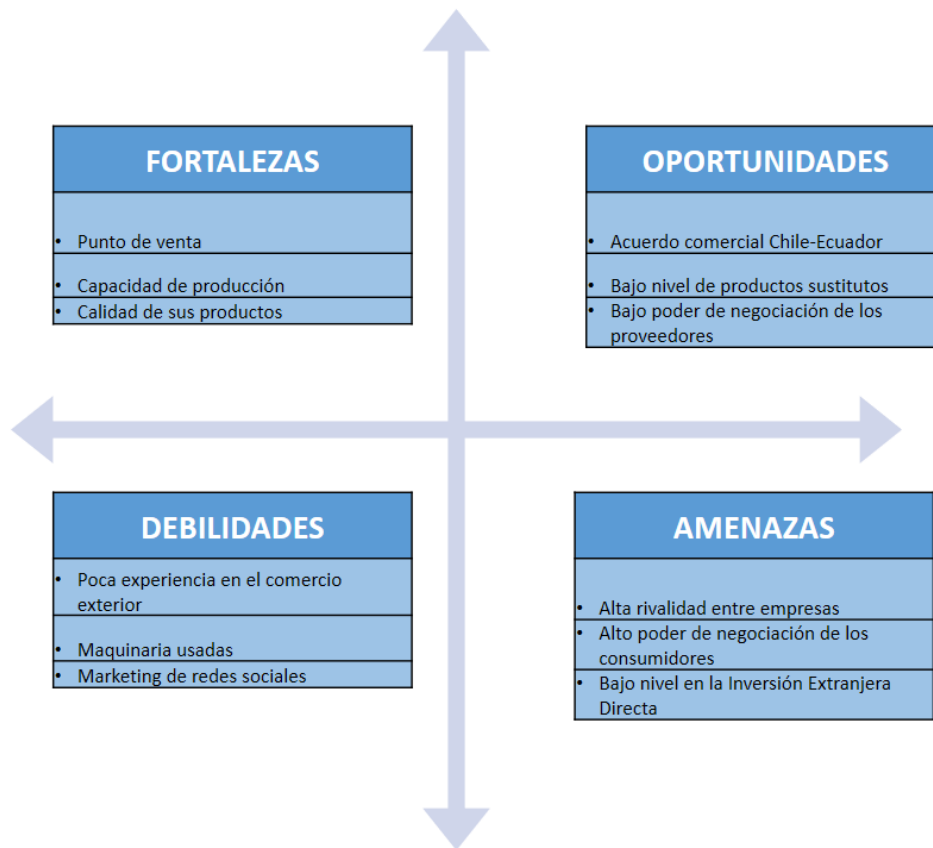 FORTALEZAS
• Punto de venta
• Capacidad de producción
• Calidad de sus productos
OPORTUNIDADES
• Acuerdo comercial Chile-Ecuador
• Bajo nivel de productos sustitutos
• Bajo poder de negociación de los
proveedores
DEBILIDADES
• Poca experiencia en el comercio
exterior
• Maquinaria usadas
• Marketing de redes sociales
AMENAZAS
• Alta rivalidad entre empresas
• Alto poder de negociación de los
consumidores
• Bajo nivel en la Inversión Extranjera
Directa